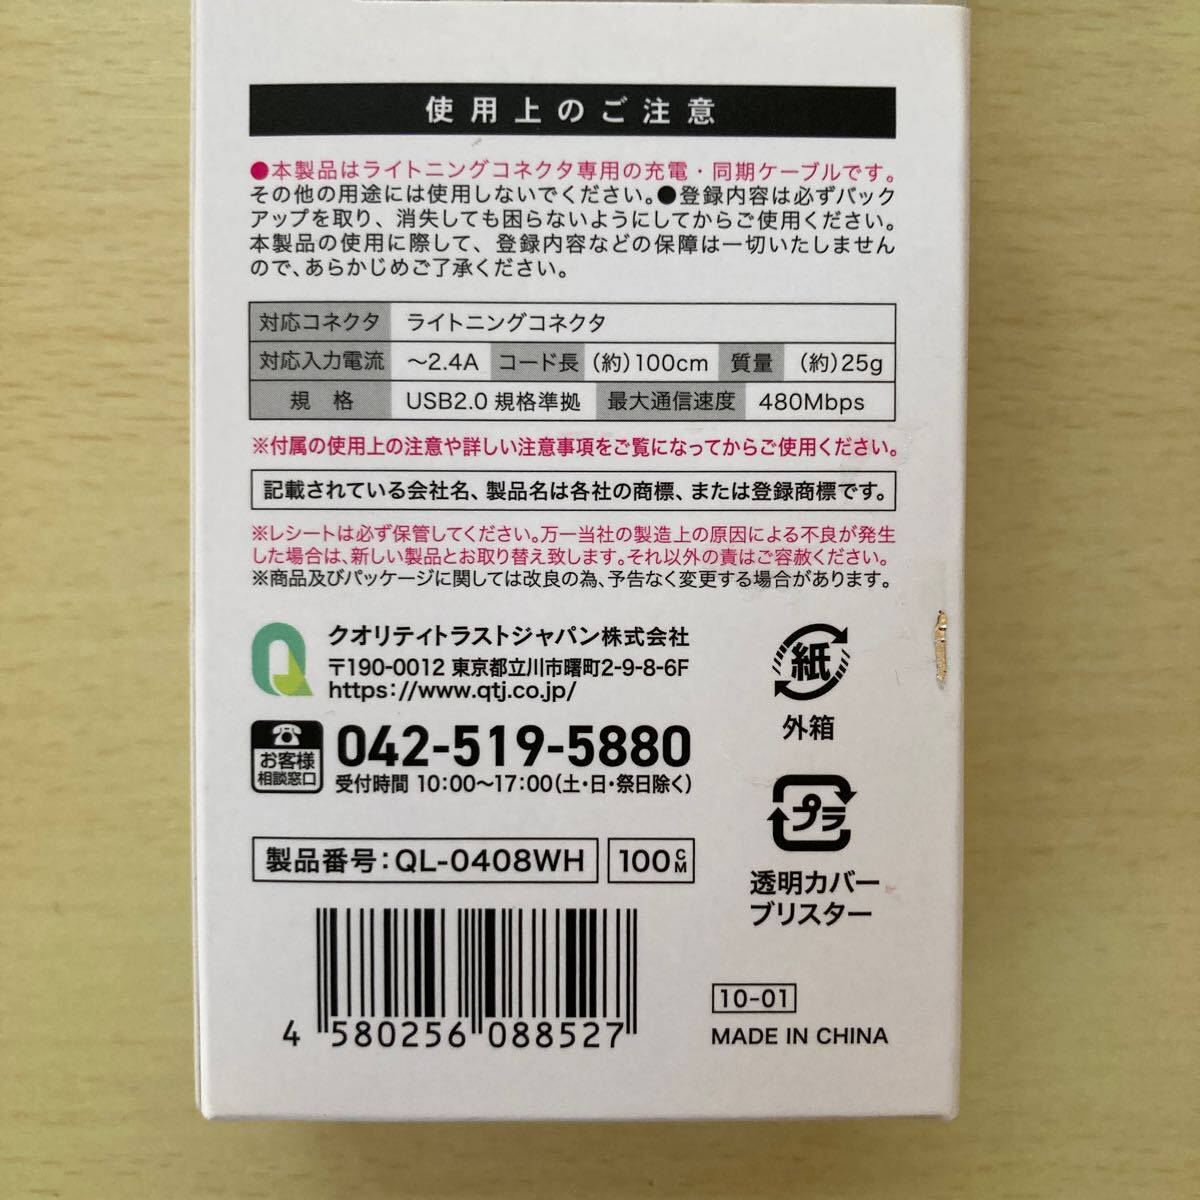 使用上のご注意
●本製品はライトニングコネクタ専用の充電・同期ケーブルです。
その他の用途には使用しないでください。●登録内容は必ずバック
アップを取り、消失しても困らないようにしてからご使用ください。
本製品の使用に際して、登録内容などの保障は一切いたしません
ので、あらかじめご了承ください。
対応コネクタ ライトニングコネクタ
対応入力電流 ～2.4A コード長 (約)100cm 質量 (約)25g
規格 USB2.0 規格準拠 最大通信速度 480Mbps
※付属の使用上の注意や詳しい注意事項をご覧になってからご使用ください。
記載されている会社名、製品名は各社の商標、または登録商標です。
※レシートは必ず保管してください。万一当社の製造上の原因による不良が発生
した場合は、新しい製品とお取り替え致します。それ以外の責はご容赦ください。
※商品及びパッケージに関しては改良の為、予告なく変更する場合があります。
クオリティトラストジャパン株式会社
〒190-0012 東京都立川市曙町2-9-8-6F
https://www.qtj.co.jp/
お客様
相談窓口
042-519-5880
受付時間 10:00～17:00(土・日・祭日除く)
紙
外箱
プラ
透明カバー
ブリスター
製品番号:QL-0408WH
100CM
4 580256 088527
10-01
MADE IN CHINA